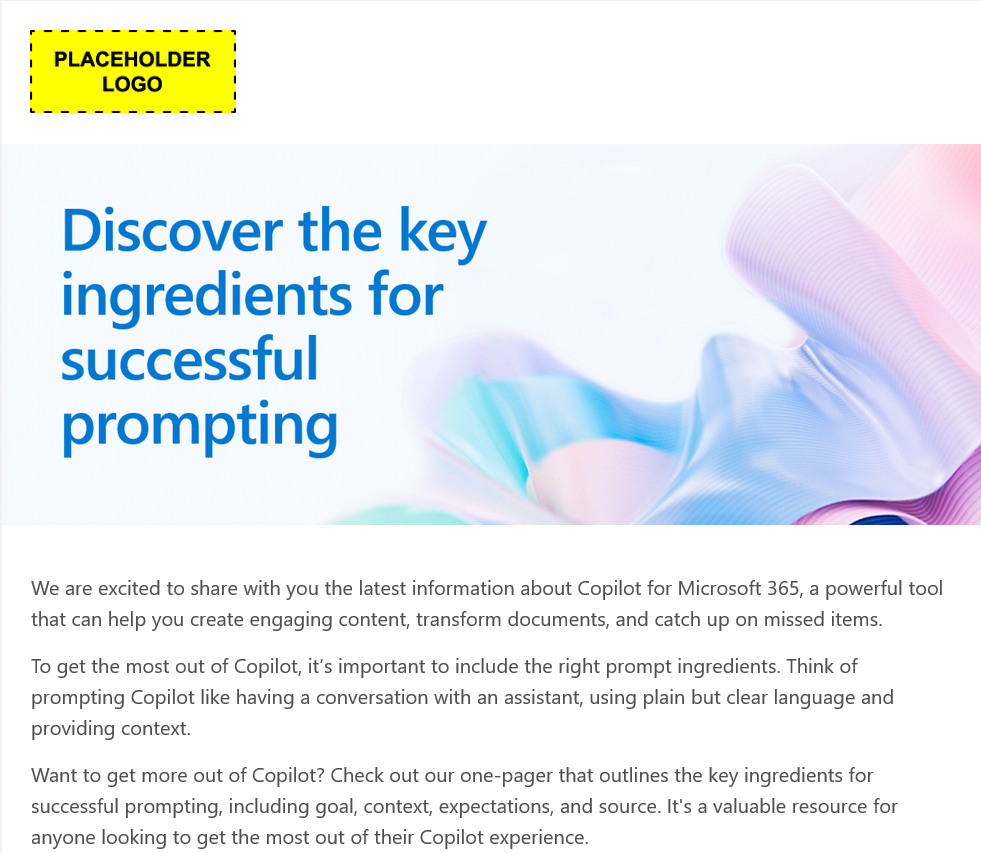 PLACEHOLDER
LOGO
Discover the key
ingredients for
successful
prompting
We are excited to share with you the latest information about Copilot for Microsoft 365, a powerful tool
that can help you create engaging content, transform documents, and catch up on missed items.
To get the most out of Copilot, it’s important to include the right prompt ingredients. Think of
prompting Copilot like having a conversation with an assistant, using plain but clear language and
providing context.
Want to get more out of Copilot? Check out our one-pager that outlines the key ingredients for
successful prompting, including goal, context, expectations, and source. It's a valuable resource for
anyone looking to get the most out of their Copilot experience.